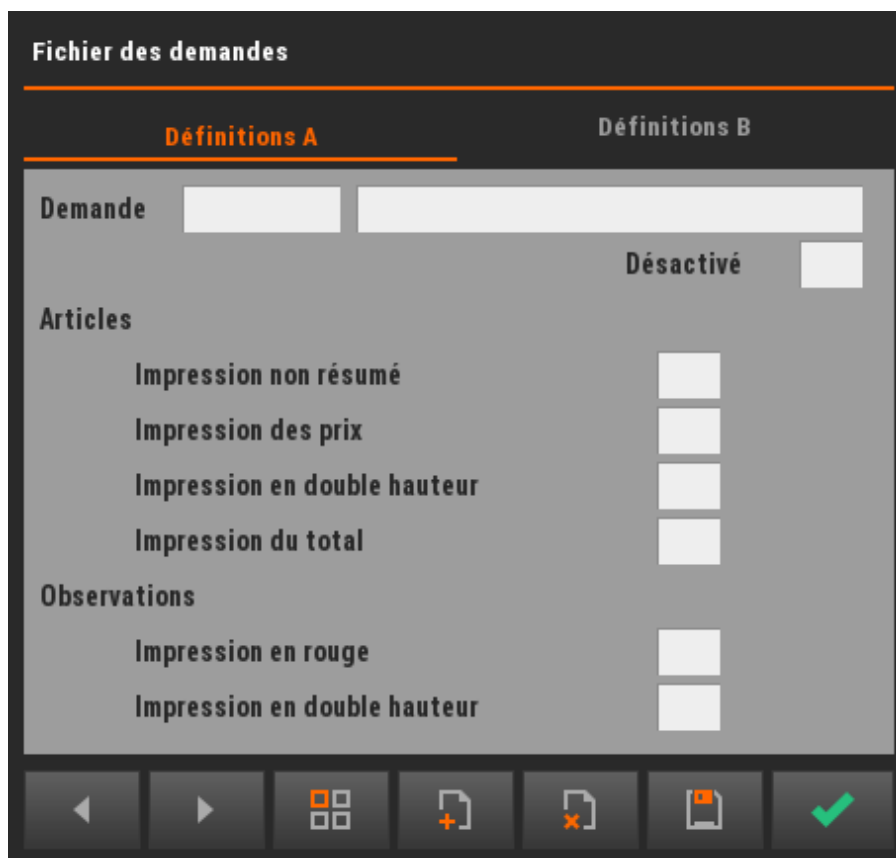 Fichier des demandes
Définitions A
Définitions B
Demande
Désactivé
Articles
Impression non résumé
Impression des prix
Impression en double hauteur
Impression du total
Observations
Impression en rouge
Impression en double hauteur